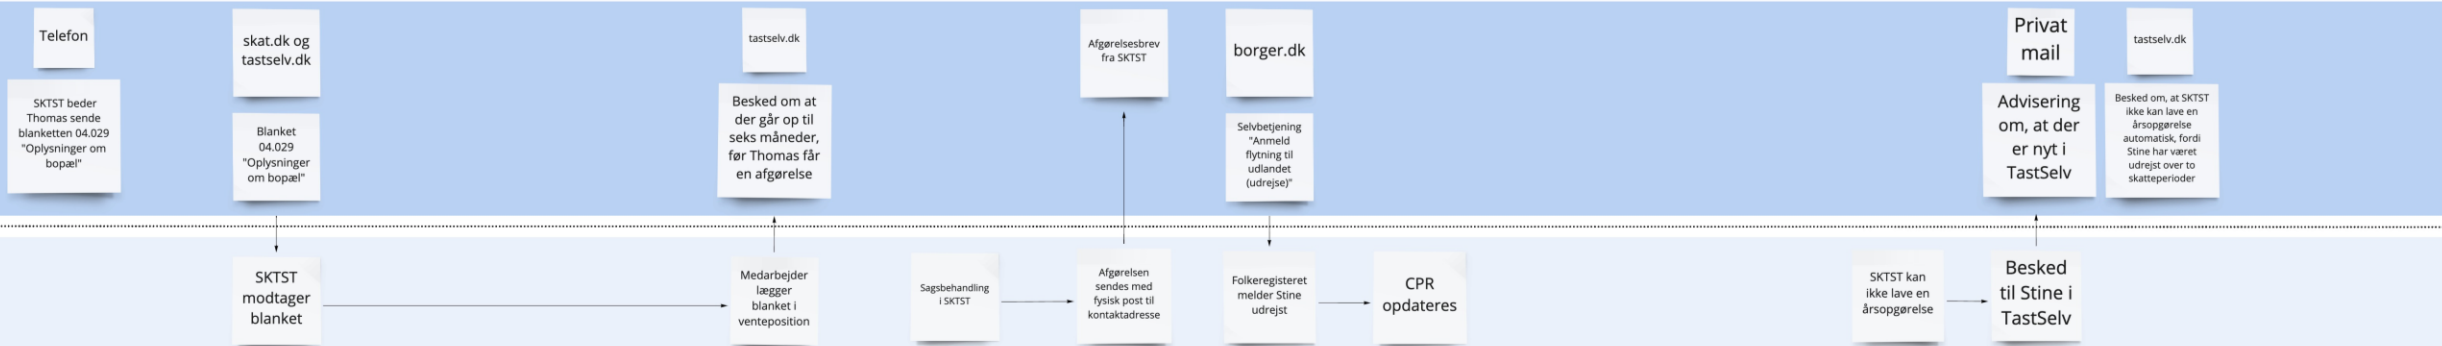 Telefon
SKTST beder
Thomas sende
blanketten 04.029
"Oplysninger om
bopæl"
skat.dk og
tastselv.dk
Blanket
04.029
"Oplysninger
om bopæl"
tastselv.dk
Besked om at
der går op til
seks måneder,
før Thomas får
en afgørelse
Afgørelsesbrev
fra SKTST
borger.dk
Selvbetjening
"Anmeld
flytning til
udlandet
(udrejse)"
Privat
mail
Advisering
om, at der
er nyt i
TastSelv
tastselv.dk
Besked om, at SKTST
ikke kan lave en
årsopgørelse
automatisk, fordi
Stine har været
udrejst over to
skatteperioder
SKTST
modtager
blanket
Medarbejder
lægger
blanket i
venteposition
Sagsbehandling
i SKTST
Afgørelsen
sendes med
fysisk post til
kontaktadresse
Folkeregisteret
melder Stine
udrejst
CPR
opdateres
SKTST kan
ikke lave en
årsopgørelse
Besked
til Stine i
TastSelv